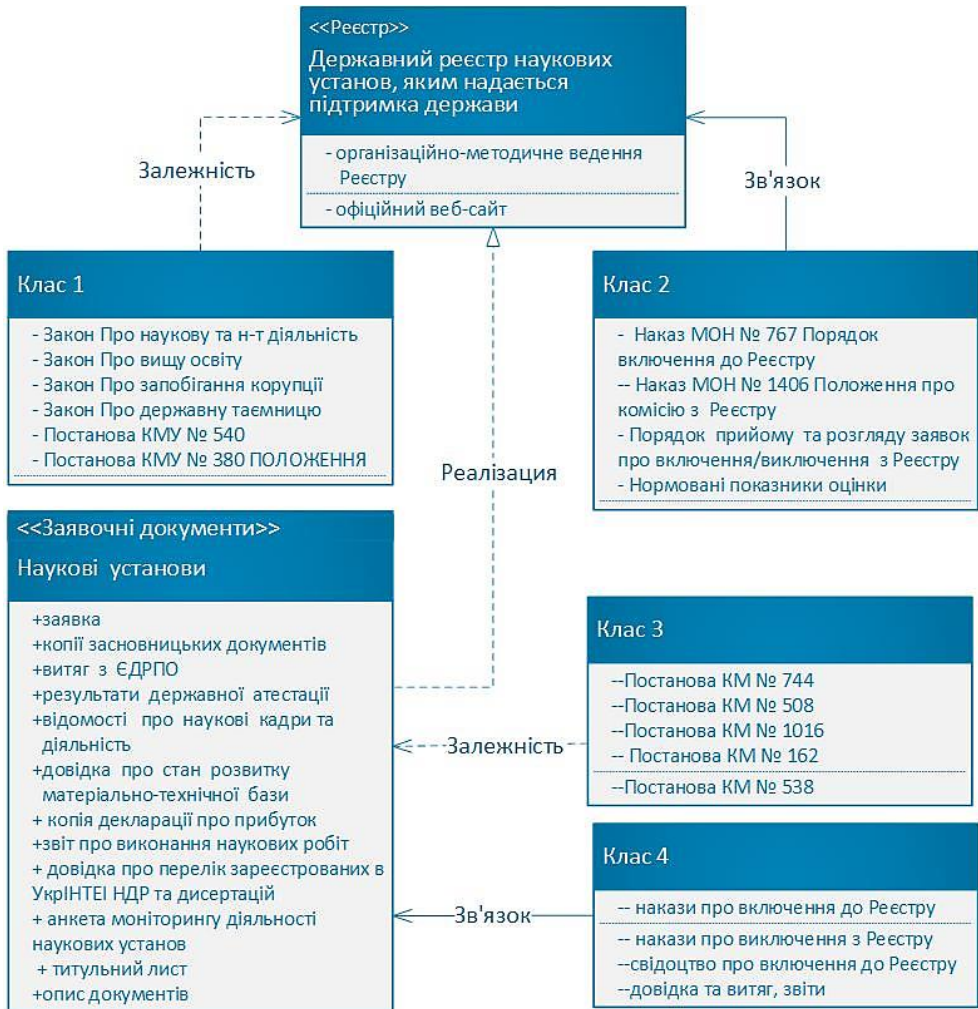 <<Реєстр>>
Державний реєстр наукових
установ, яким надається
підтримка держави
- організаційно-методичне ведення
Реєстру
- офіційний веб-сайт
Залежність
Зв'язок
Клас 1
- Закон Про наукову та н-т діяльність
- Закон Про вищу освіту
- Закон Про запобігання корупції
- Закон Про державну таємницю
- Постанова КМУ № 540
- Постанова КМУ № 380 ПОЛОЖЕННЯ
Клас 2
- Наказ МОН № 767 Порядок
включення до Реєстру
-- Наказ МОН № 1406 Положення про
комісію з Реєстру
- Порядок прийому та розгляду заявок
про включення/виключення з Реєстру
- Нормовані показники оцінки
Реалізация
<<Заявочні документи>>
Наукові установи
+заявка
+копії засновницьких документів
+витяг з ЄДРПО
+результати державної атестації
+відомості про наукові кадри та
діяльність
+довідка про стан розвитку
матеріально-технічної бази
+ копія декларації про прибуток
+звіт про виконання наукових робіт
+ довідка про перелік зареєстрованих в
УкрІНТЕІ НДР та дисертацій
+ анкета моніторингу діяльності
наукових установ
+ титульний лист
+опис документів
Клас 3
--Постанова КМ № 744
--Постанова КМ № 508
--Постанова КМ № 1016
-- Постанова КМ № 162
--Постанова КМ № 538
Залежність
Клас 4
-- накази про включення до Реєстру
-- накази про виключення з Реєстру
--свідоцтво про включення до Реєстру
--довідка та витяг, звіти
Зв'язок